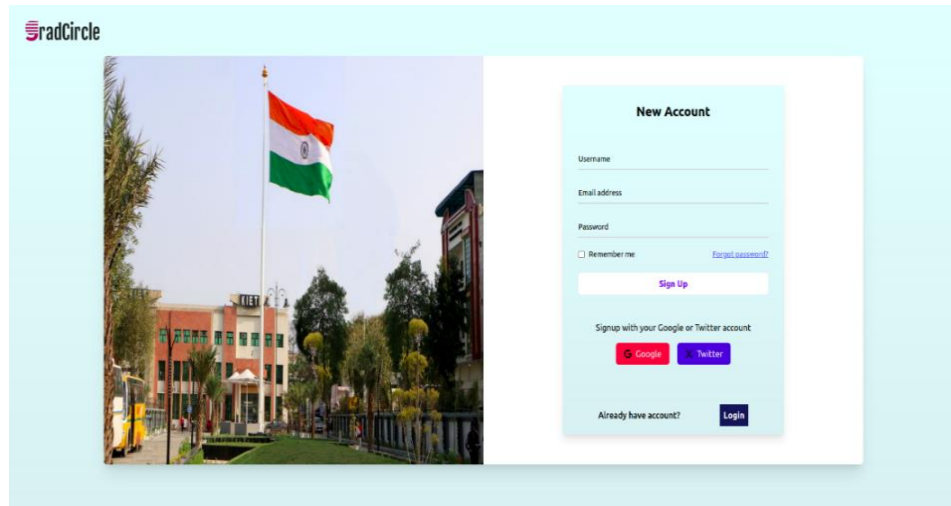 GradCircle
KIET
New Account
Username
Email address
Password
Remember me Forgot password?
Sign Up
Signup with your Google or Twitter account
G Google X Twitter
Already have account? Login